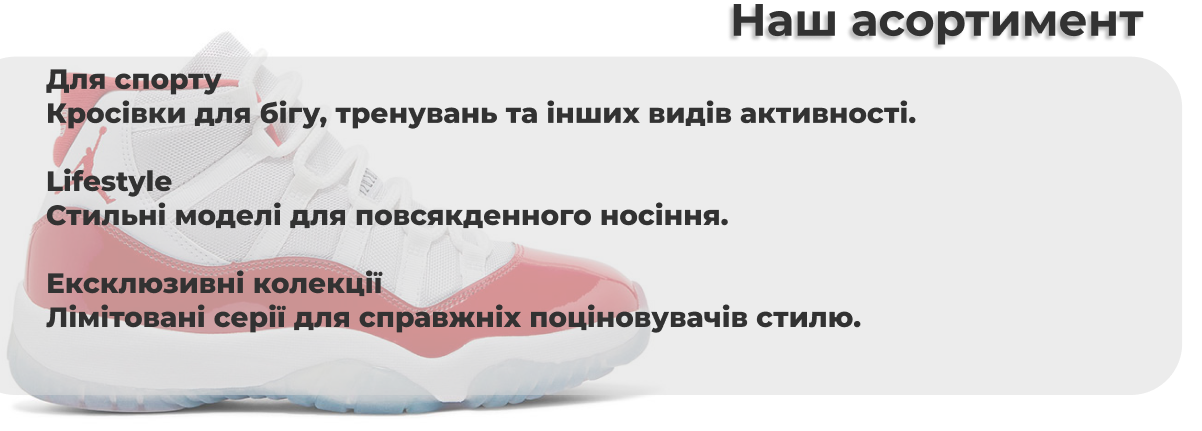 Наш асортимент
Для спорту
Кросівки для бігу, тренувань та інших видів активності.
Lifestyle
Стильні моделі для повсякденного носіння.
Ексклюзивні колекції
Лімітовані серії для справжніх поціновувачів стилю.